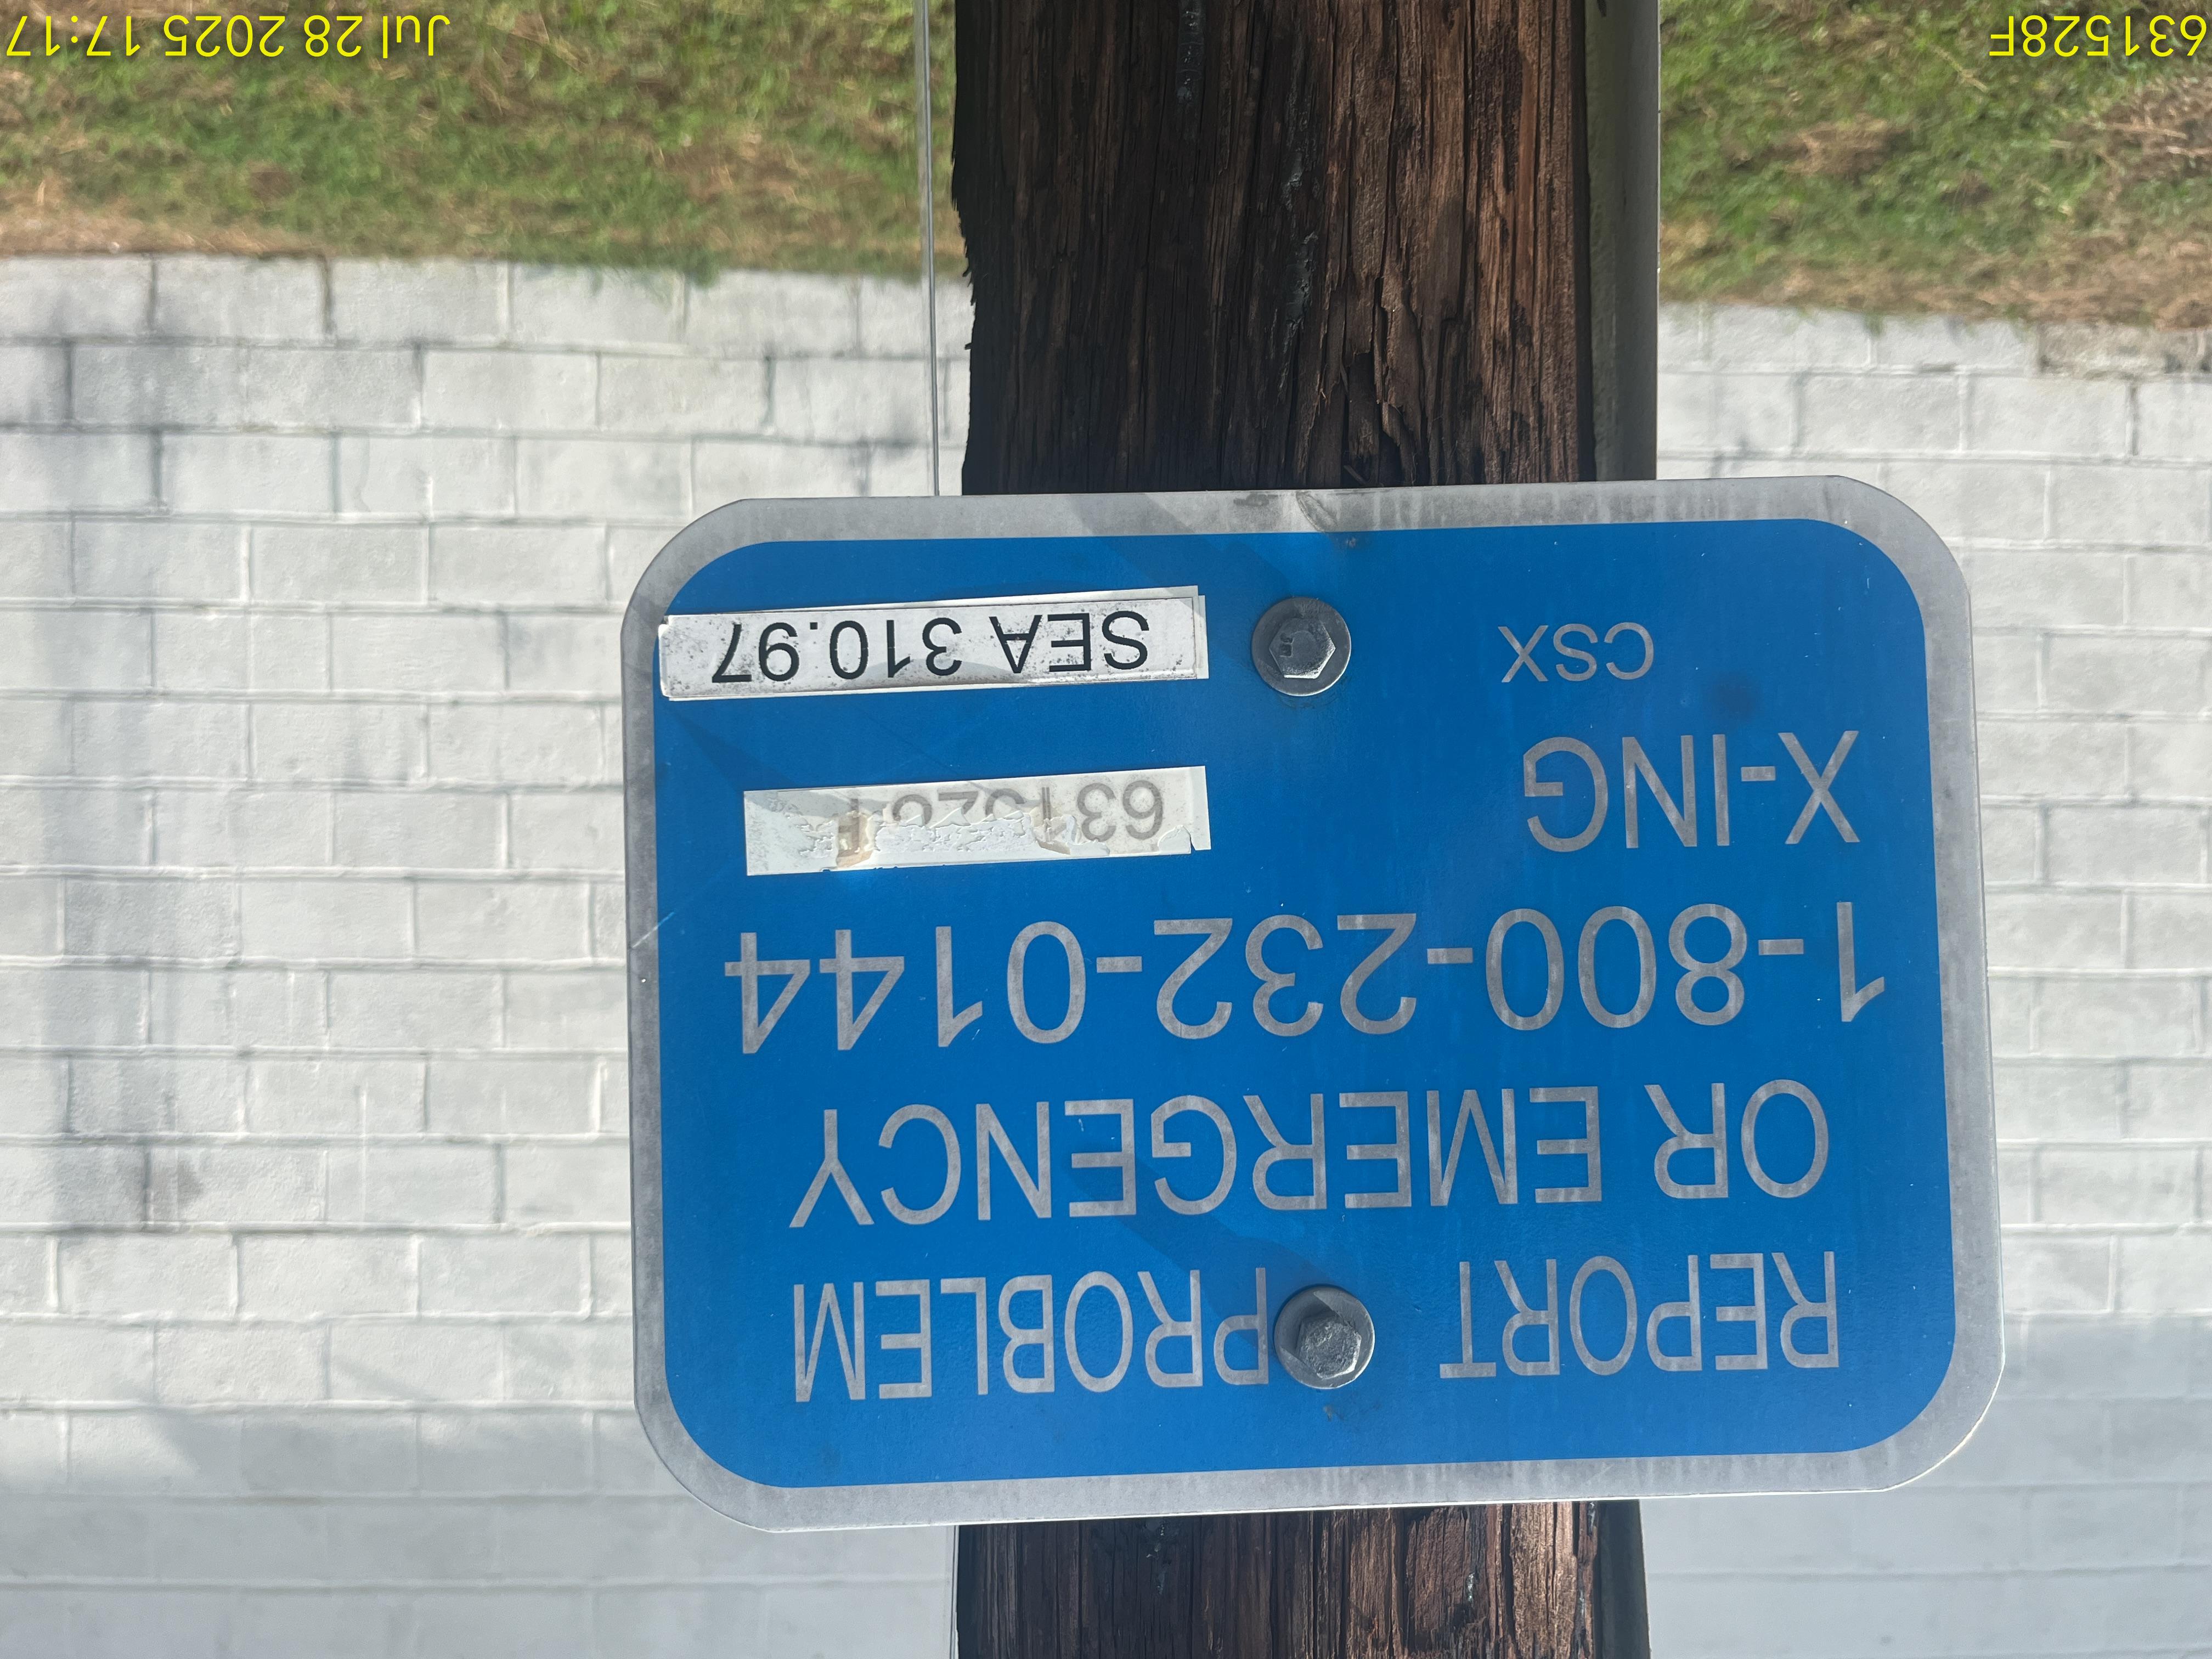 REPORT PROBLEM
OR EMERGENCY
1-800-232-0144
X-ING 631528F
CSX SEA 310.97
631528F Jul 28 2025 17:17